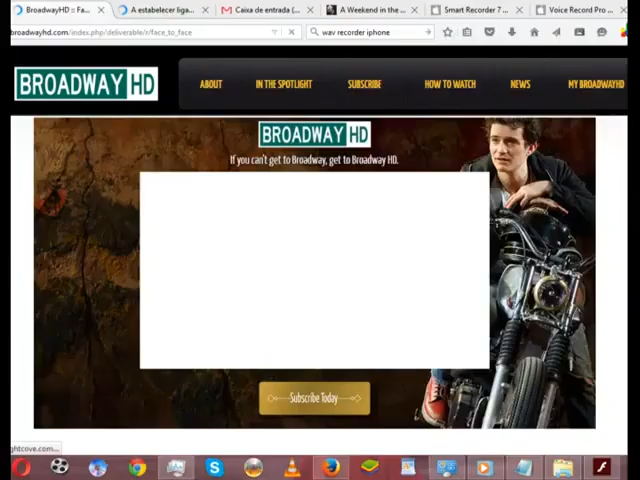 BroadwayHD :: Fa...
A estabelecer liga...
Caixa de entrada (...
A Weekend in the ...
Smart Recorder 7 ...
Voice Record Pro ...
broadwayhd.com/index.php/deliverable/r/face_to_face
wav recorder iphone
BROADWAY HD
ABOUT
IN THE SPOTLIGHT
SUBSCRIBE
HOW TO WATCH
NEWS
MY BROADWAYHD
BROADWAY HD
If you can't get to Broadway, get to Broadway HD.
Subscribe Today
ghtcove.com...